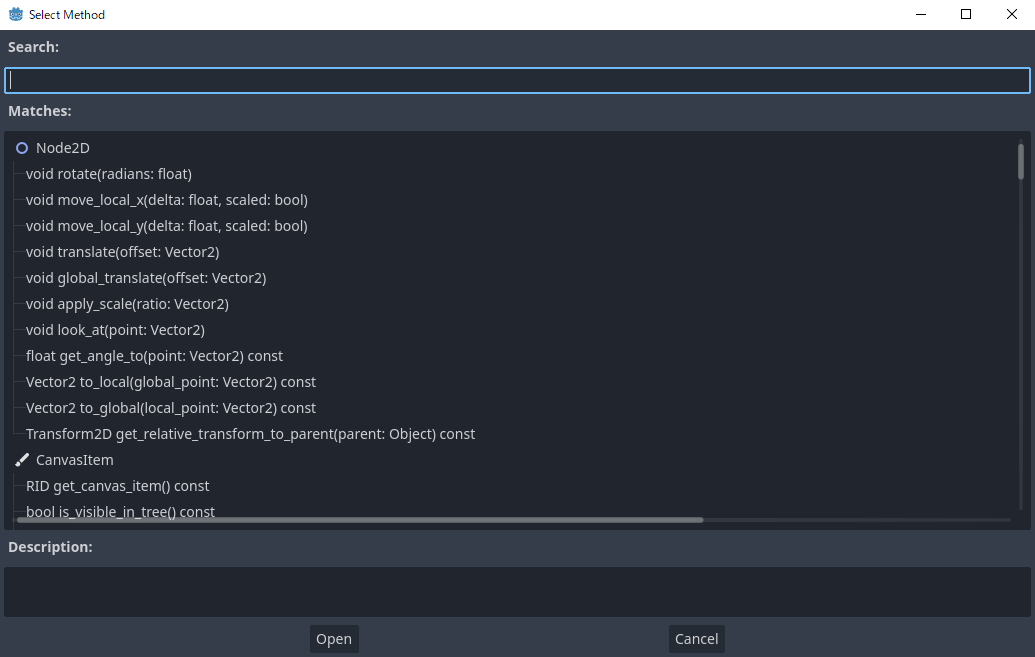 Select Method
Search:
Matches:
Node2D
void rotate(radians: float)
void move_local_x(delta: float, scaled: bool)
void move_local_y(delta: float, scaled: bool)
void translate(offset: Vector2)
void global_translate(offset: Vector2)
void apply_scale(ratio: Vector2)
void look_at(point: Vector2)
float get_angle_to(point: Vector2) const
Vector2 to_local(global_point: Vector2) const
Vector2 to_global(local_point: Vector2) const
Transform2D get_relative_transform_to_parent(parent: Object) const
CanvasItem
RID get_canvas_item() const
bool is_visible_in_tree() const
Description:
Open Cancel